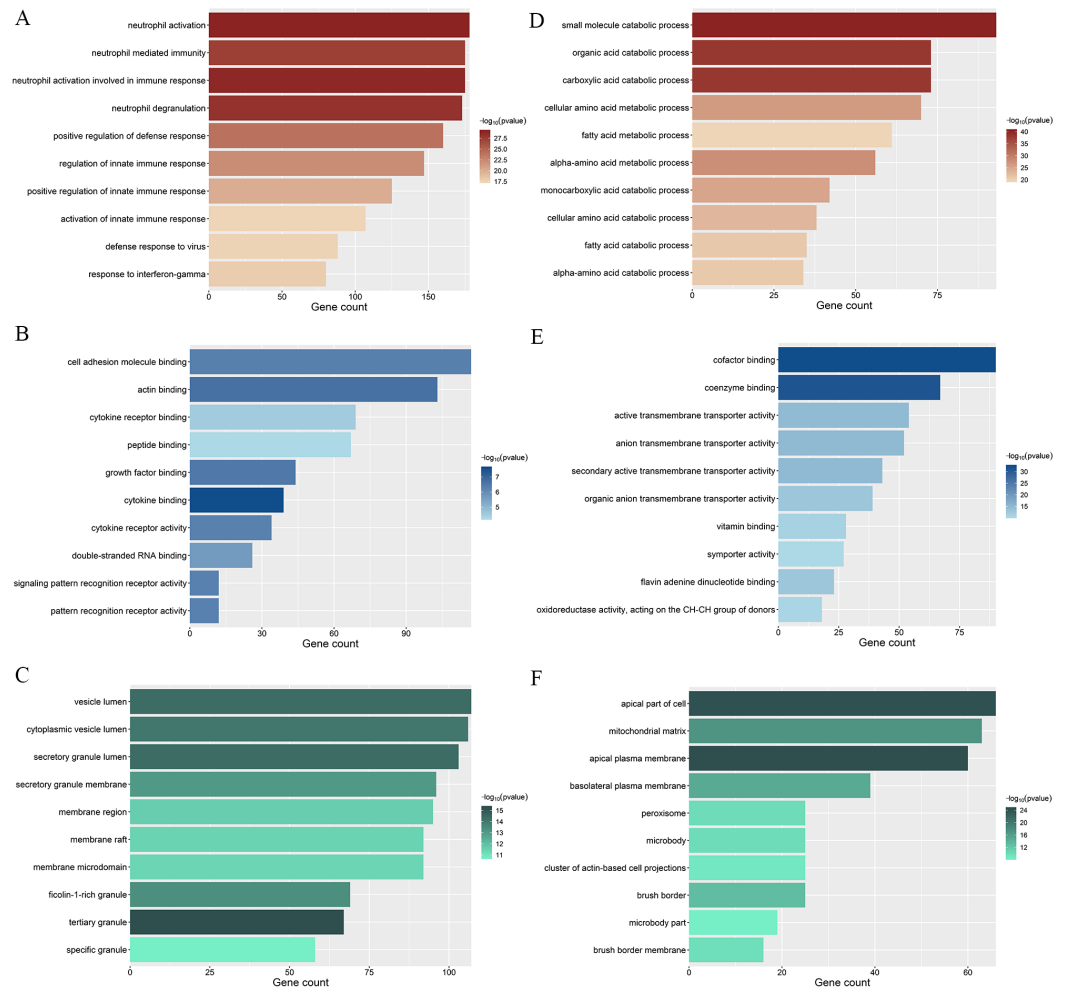 A
neutrophil activation
neutrophil mediated immunity
neutrophil activation involved in immune response
neutrophil degranulation
positive regulation of defense response
regulation of innate immune response
positive regulation of innate immune response
activation of innate immune response
defense response to virus
response to interferon-gamma
0 50 100 150
Gene count
-log10(pvalue)
27.5
25.0
22.5
20.0
17.5
D
small molecule catabolic process
organic acid catabolic process
carboxylic acid catabolic process
cellular amino acid metabolic process
fatty acid metabolic process
alpha-amino acid metabolic process
monocarboxylic acid catabolic process
cellular amino acid catabolic process
fatty acid catabolic process
alpha-amino acid catabolic process
0 25 50 75
Gene count
-log10(pvalue)
40
35
30
25
20
B
cell adhesion molecule binding
actin binding
cytokine receptor binding
peptide binding
growth factor binding
cytokine binding
cytokine receptor activity
double-stranded RNA binding
signaling pattern recognition receptor activity
pattern recognition receptor activity
0 30 60 90
Gene count
-log10(pvalue)
7
6
5
E
cofactor binding
coenzyme binding
active transmembrane transporter activity
anion transmembrane transporter activity
secondary active transmembrane transporter activity
organic anion transmembrane transporter activity
vitamin binding
symporter activity
flavin adenine dinucleotide binding
oxidoreductase activity, acting on the CH-CH group of donors
0 25 50 75
Gene count
-log10(pvalue)
30
25
20
15
C
vesicle lumen
cytoplasmic vesicle lumen
secretory granule lumen
secretory granule membrane
membrane region
membrane raft
membrane microdomain
ficolin-1-rich granule
tertiary granule
specific granule
0 25 50 75 100
Gene count
-log10(pvalue)
15
14
13
12
11
F
apical part of cell
mitochondrial matrix
apical plasma membrane
basolateral plasma membrane
peroxisome
microbody
cluster of actin-based cell projections
brush border
microbody part
brush border membrane
0 20 40 60
Gene count
-log10(pvalue)
24
20
16
12